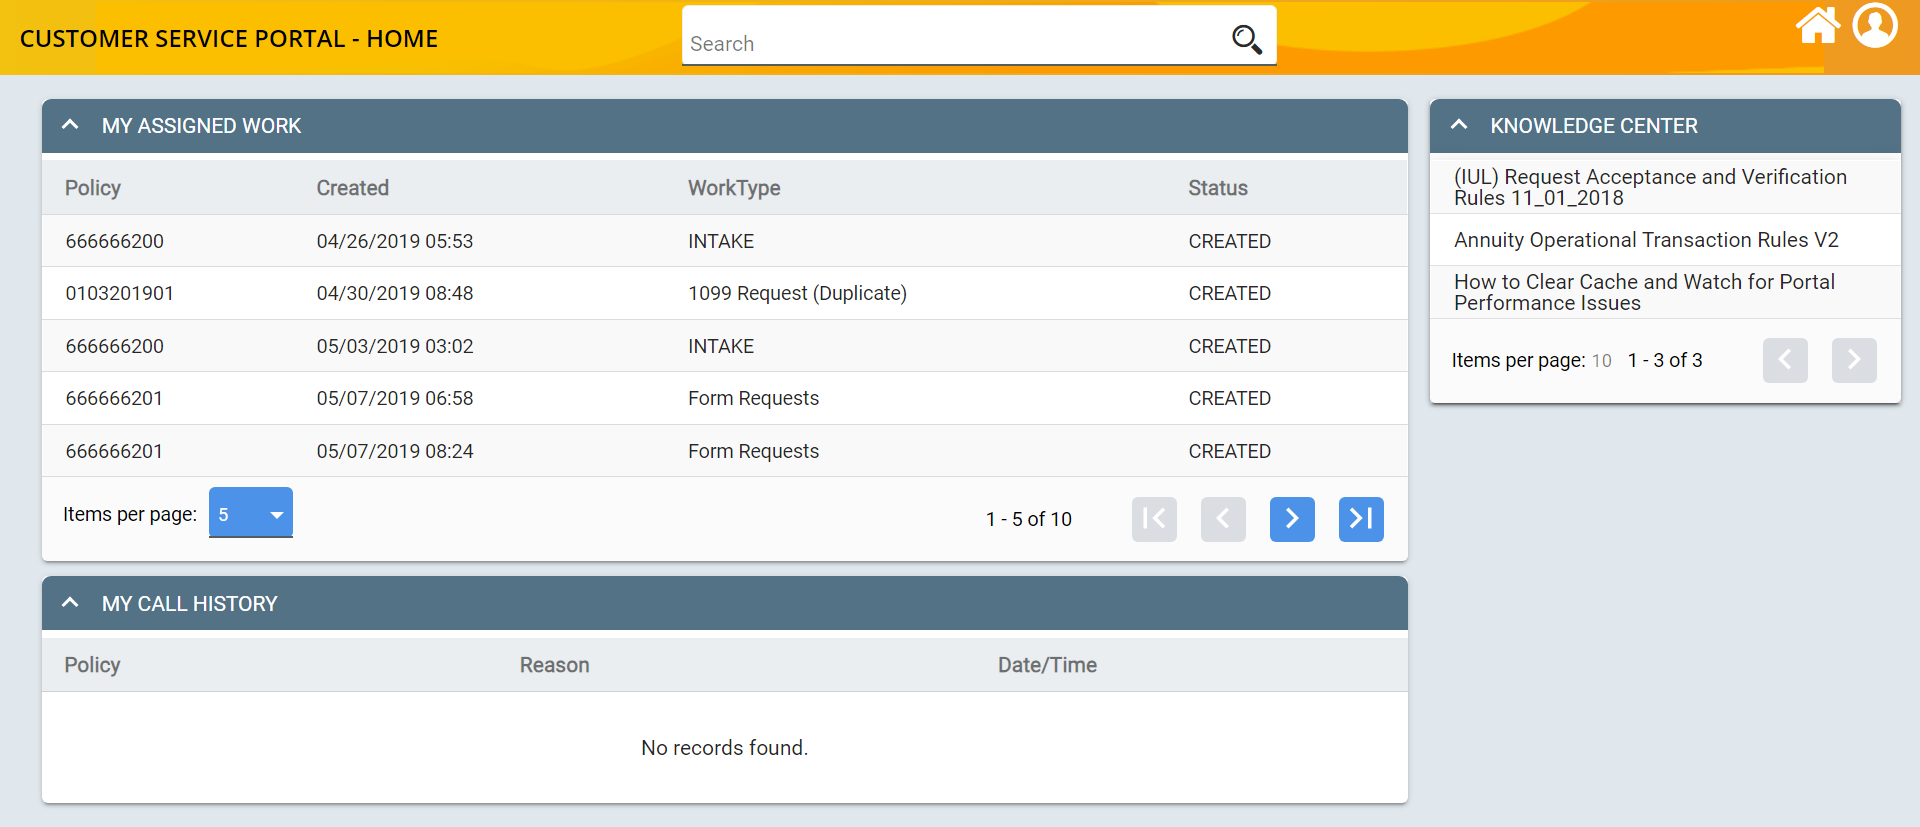 CUSTOMER SERVICE PORTAL - HOME
Search
MY ASSIGNED WORK
Policy Created WorkType Status
666666200 04/26/2019 05:53 INTAKE CREATED
0103201901 04/30/2019 08:48 1099 Request (Duplicate) CREATED
666666200 05/03/2019 03:02 INTAKE CREATED
666666201 05/07/2019 06:58 Form Requests CREATED
666666201 05/07/2019 08:24 Form Requests CREATED
Items per page: 5 1 - 5 of 10
MY CALL HISTORY
Policy Reason Date/Time
No records found.
KNOWLEDGE CENTER
(IUL) Request Acceptance and Verification
Rules 11_01_2018
Annuity Operational Transaction Rules V2
How to Clear Cache and Watch for Portal
Performance Issues
Items per page: 10 1 - 3 of 3